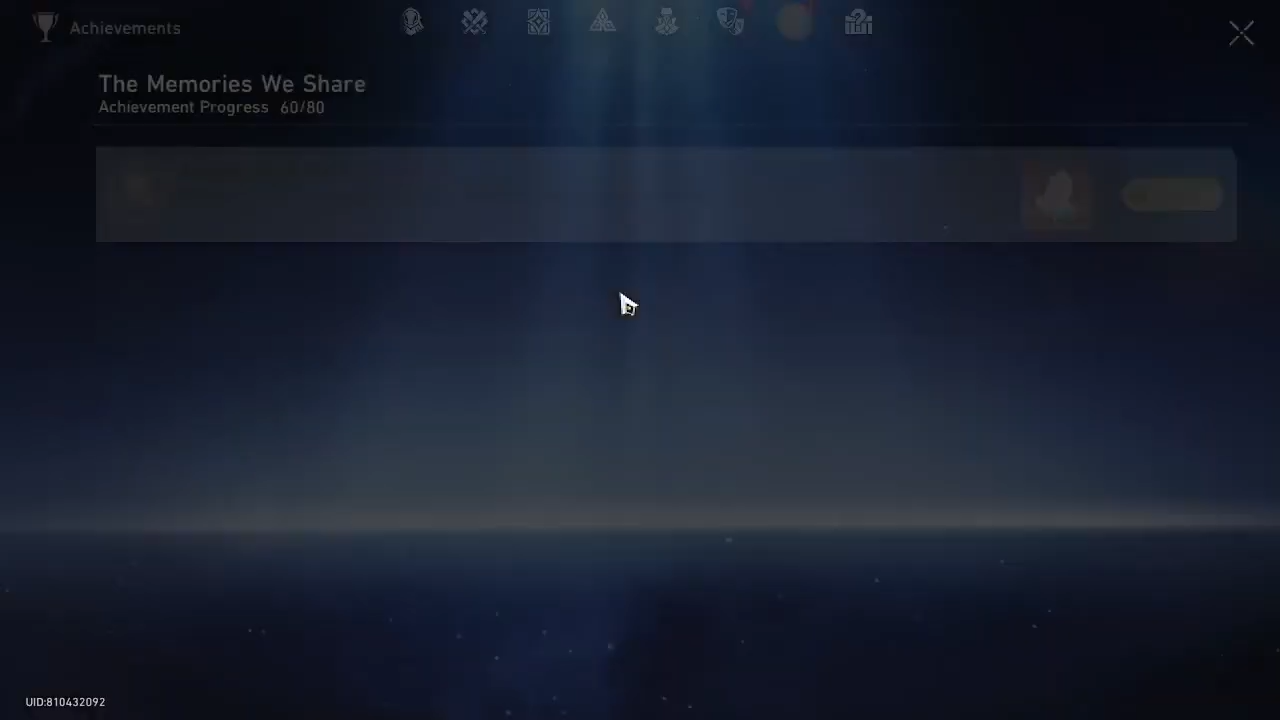 Achievements
The Memories We Share
Achievement Progress 60/80
UID:810432092